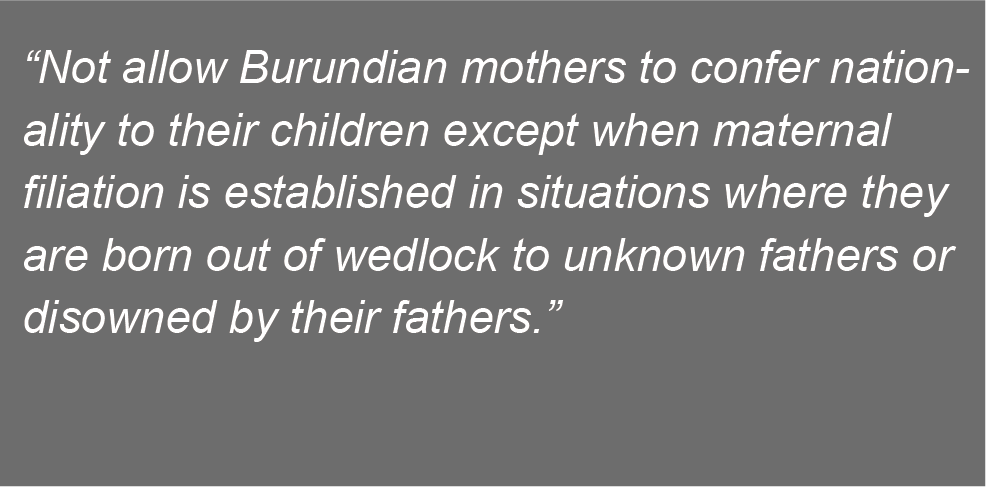 “Not allow Burundian mothers to confer nation-
ality to their children except when maternal
filiation is established in situations where they
are born out of wedlock to unknown fathers or
disowned by their fathers.”